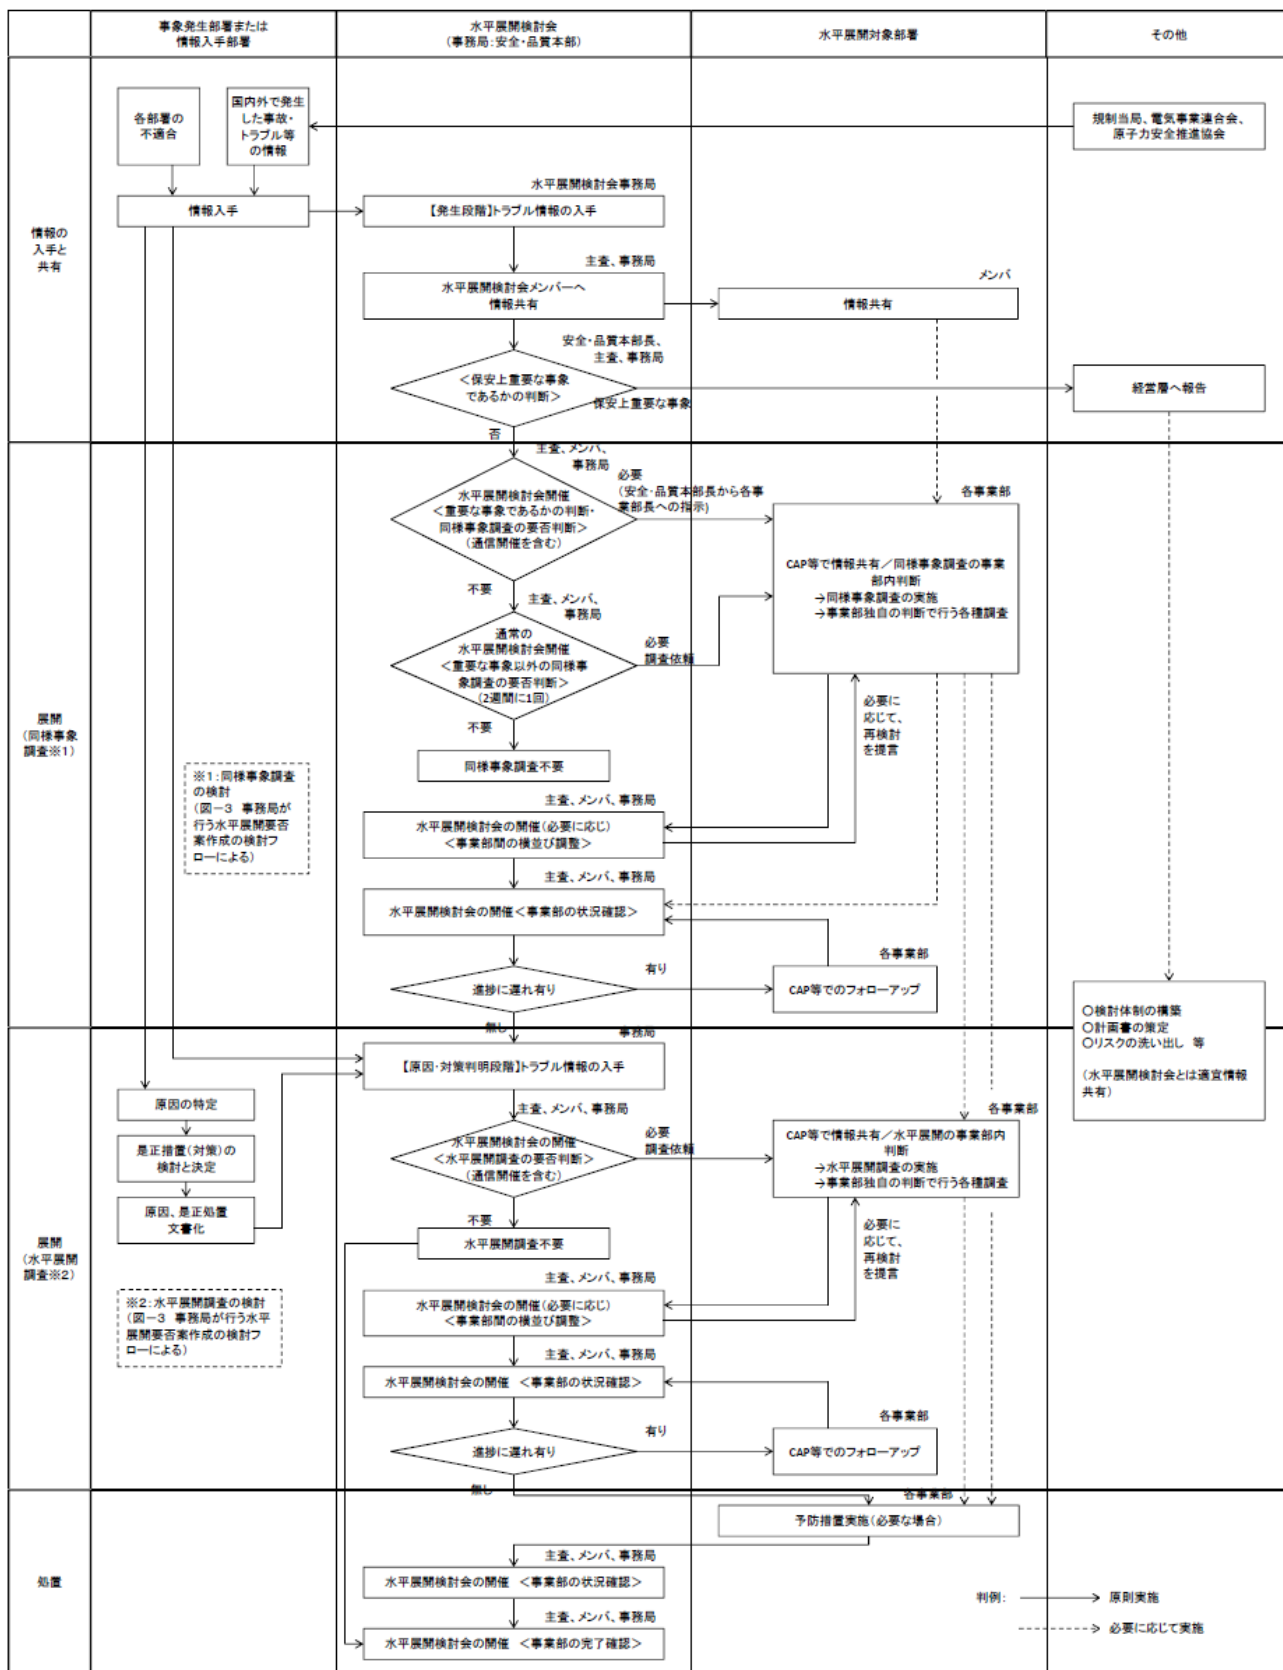 事象発生部署または
情報入手部署
水平展開検討会
(事務局:安全・品質本部)
水平展開対象部署
その他
情報の
入手と
共有
各部署の
不適合
国内外で発生
した事故・
トラブル等
の情報
規制当局、電気事業連合会、
原子力安全推進協会
情報入手
水平展開検討会事務局
【発生段階】トラブル情報の入手
主査、事務局
水平展開検討会メンバーへ
情報共有
メンバ
情報共有
安全・品質本部長、
主査、事務局
<保安上重要な事象
であるかの判断>
保安上重要な事象
経営層へ報告
否
展開
(同様事象
調査※1)
主査、メンバ、
事務局
水平展開検討会開催
<重要な事象であるかの判断・
同様事象調査の要否判断>
(通信開催を含む)
必要
(安全・品質本部長から各事
業部長への指示)
各事業部
CAP等で情報共有/同様事象調査の事業
部内判断
→同様事象調査の実施
→事業部独自の判断で行う各種調査
不要
主査、メンバ、
事務局
通常の
水平展開検討会開催
<重要な事象以外の同様事
象調査の要否判断>
(2週間に1回)
必要
調査依頼
不要
同様事象調査不要
必要に
応じて、
再検討
を提言
※1:同様事象調査
の検討
(図-3 事務局が
行う水平展開要否
案作成の検討フ
ローによる)
主査、メンバ、事務局
水平展開検討会の開催(必要に応じ)
<事業部間の横並び調整>
主査、メンバ、事務局
水平展開検討会の開催<事業部の状況確認>
進捗に遅れ有り
有り
各事業部
CAP等でのフォローアップ
無し
○検討体制の構築
○計画書の策定
○リスクの洗い出し 等
(水平展開検討会とは適宜情報
共有)
展開
(水平展開
調査※2)
事務局
【原因・対策判明段階】トラブル情報の入手
原因の特定
是正措置(対策)の
検討と決定
原因、是正処置
文書化
主査、メンバ、事務局
水平展開検討会の開催
<水平展開調査の要否判断>
(通信開催を含む)
必要
調査依頼
各事業部
CAP等で情報共有/水平展開の事業部内
判断
→水平展開調査の実施
→事業部独自の判断で行う各種調査
不要
水平展開調査不要
必要に
応じて、
再検討
を提言
※2:水平展開調査の検討
(図-3 事務局が行う水平
展開要否案作成の検討フ
ローによる)
主査、メンバ、事務局
水平展開検討会の開催(必要に応じ)
<事業部間の横並び調整>
主査、メンバ、事務局
水平展開検討会の開催 <事業部の状況確認>
進捗に遅れ有り
有り
各事業部
CAP等でのフォローアップ
無し
処置
各事業部
予防措置実施(必要な場合)
主査、メンバ、事務局
水平展開検討会の開催 <事業部の状況確認>
主査、メンバ、事務局
水平展開検討会の開催 <事業部の完了確認>
判例:
原則実施
必要に応じて実施